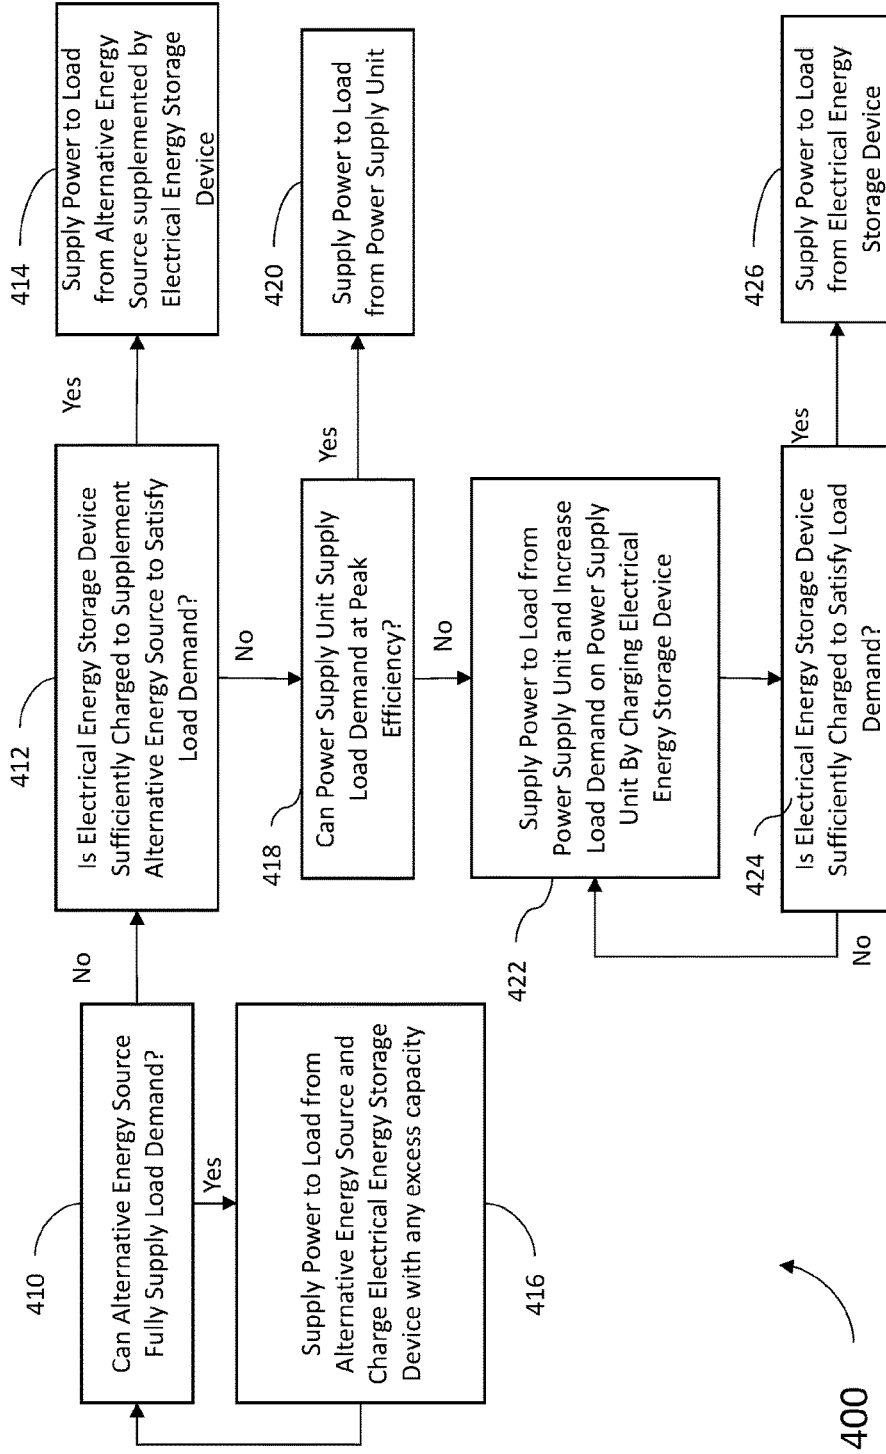 410
Can Alternative Energy Source
Fully Supply Load Demand?
No
Yes
Supply Power to Load from
Alternative Energy Source and
Charge Electrical Energy Storage
Device with any excess capacity
416
412
Is Electrical Energy Storage Device
Sufficiently Charged to Supplement
Alternative Energy Source to Satisfy
Load Demand?
Yes
No
414
Supply Power to Load
from Alternative Energy
Source supplemented by
Electrical Energy Storage
Device
418
Can Power Supply Unit Supply
Load Demand at Peak
Efficiency?
Yes
No
420
Supply Power to Load
from Power Supply Unit
422
Supply Power to Load from
Power Supply Unit and Increase
Load Demand on Power Supply
Unit By Charging Electrical
Energy Storage Device
424
Is Electrical Energy Storage Device
Sufficiently Charged to Satisfy Load
Demand?
No
Yes
426
Supply Power to Load
from Electrical Energy
Storage Device
400